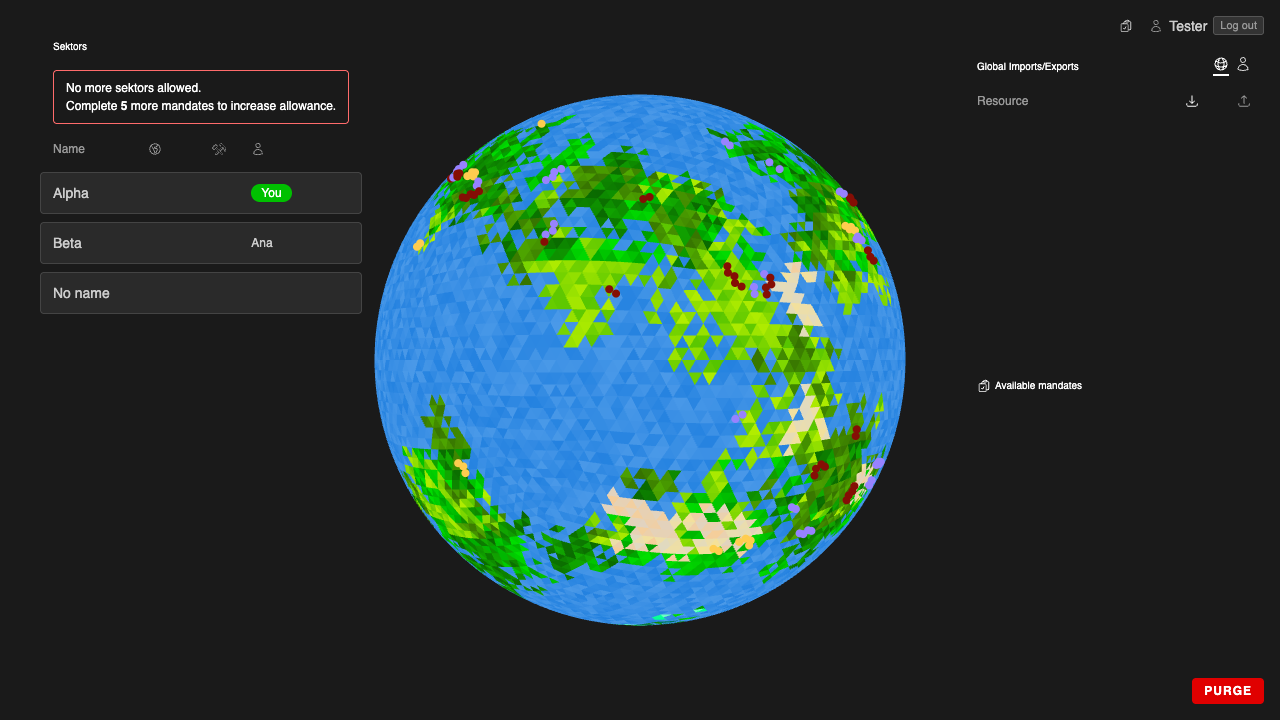 Tester
Log out
Sektors
Global Imports/Exports
No more sektors allowed.
Complete 5 more mandates to increase allowance.
Resource
Name
Alpha
You
Beta
Ana
No name
Available mandates
PURGE